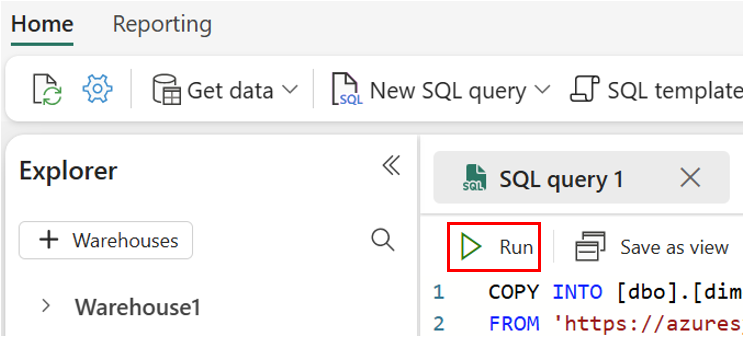 Home Reporting
Get data New SQL query SQL template
Explorer
SQL query 1
+ Warehouses
Run Save as view
Warehouse1
1 COPY INTO [dbo].[dim
2 FROM 'https://azures